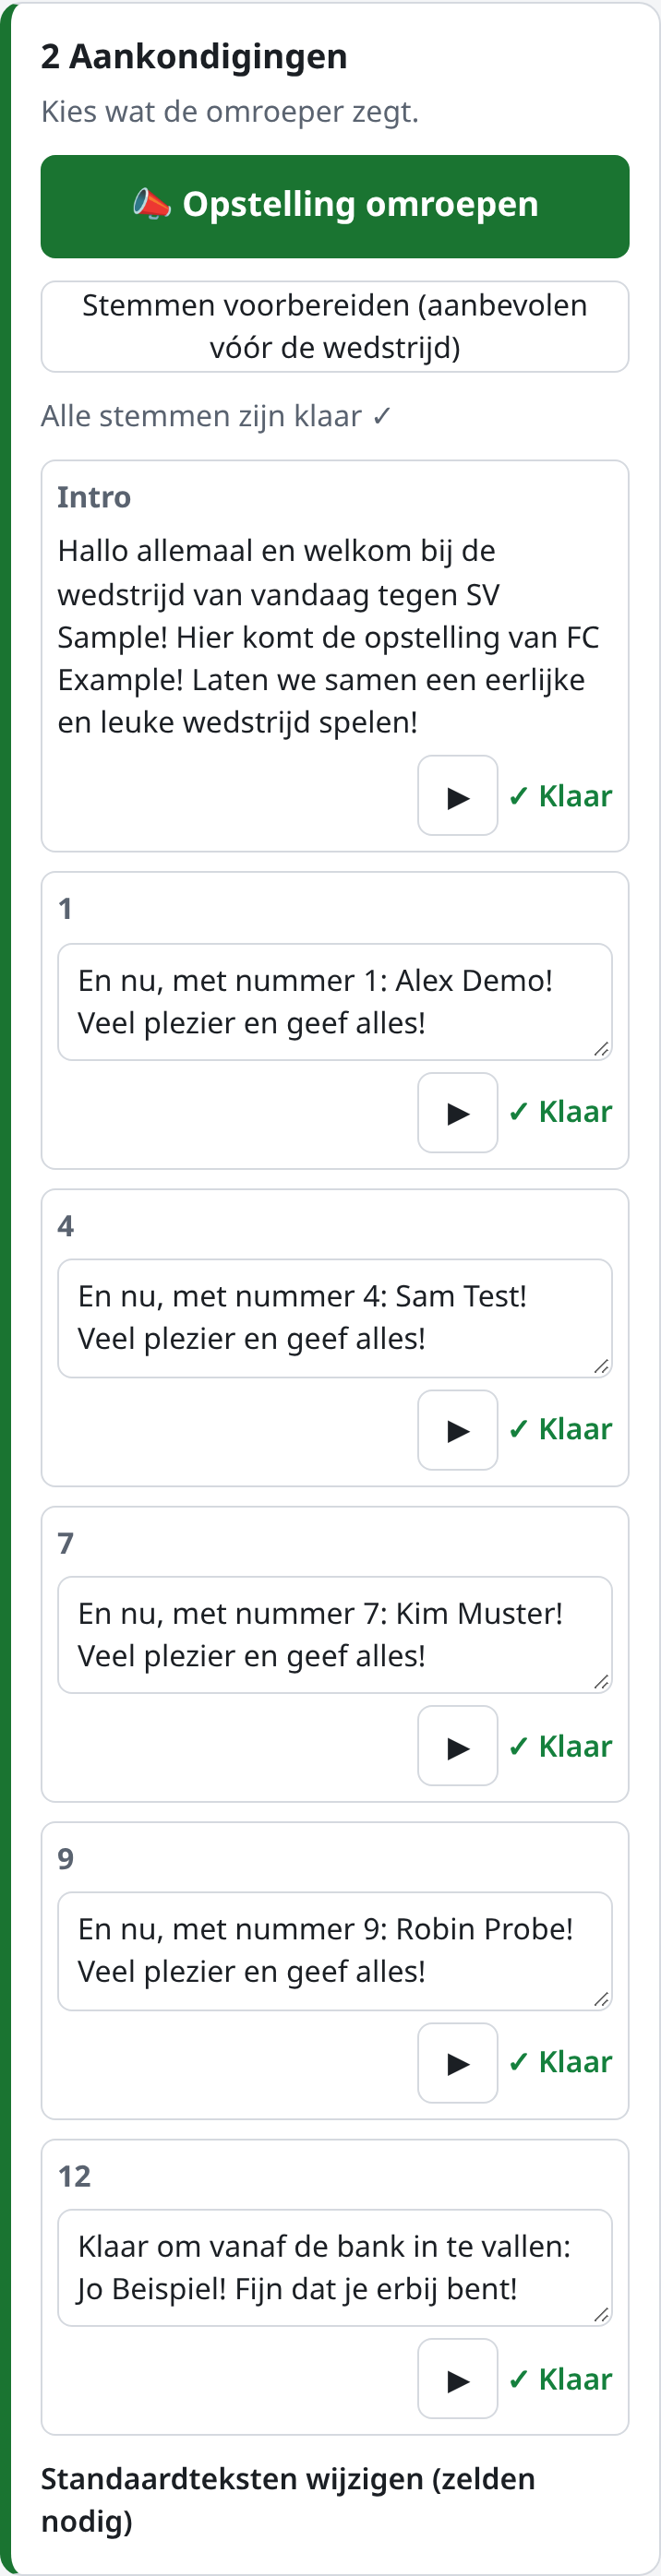 2 Aankondigingen
Kies wat de omroeper zegt.
📣 Opstelling omroepen
Stemmen voorbereiden (aanbevolen
vóór de wedstrijd)
Alle stemmen zijn klaar ✓
Intro
Hallo allemaal en welkom bij de
wedstrijd van vandaag tegen SV
Sample! Hier komt de opstelling van FC
Example! Laten we samen een eerlijke
en leuke wedstrijd spelen!
▶ ✓ Klaar
1
En nu, met nummer 1: Alex Demo!
Veel plezier en geef alles!
▶ ✓ Klaar
4
En nu, met nummer 4: Sam Test!
Veel plezier en geef alles!
▶ ✓ Klaar
7
En nu, met nummer 7: Kim Muster!
Veel plezier en geef alles!
▶ ✓ Klaar
9
En nu, met nummer 9: Robin Probe!
Veel plezier en geef alles!
▶ ✓ Klaar
12
Klaar om vanaf de bank in te vallen:
Jo Beispiel! Fijn dat je erbij bent!
▶ ✓ Klaar
Standaardteksten wijzigen (zelden
nodig)